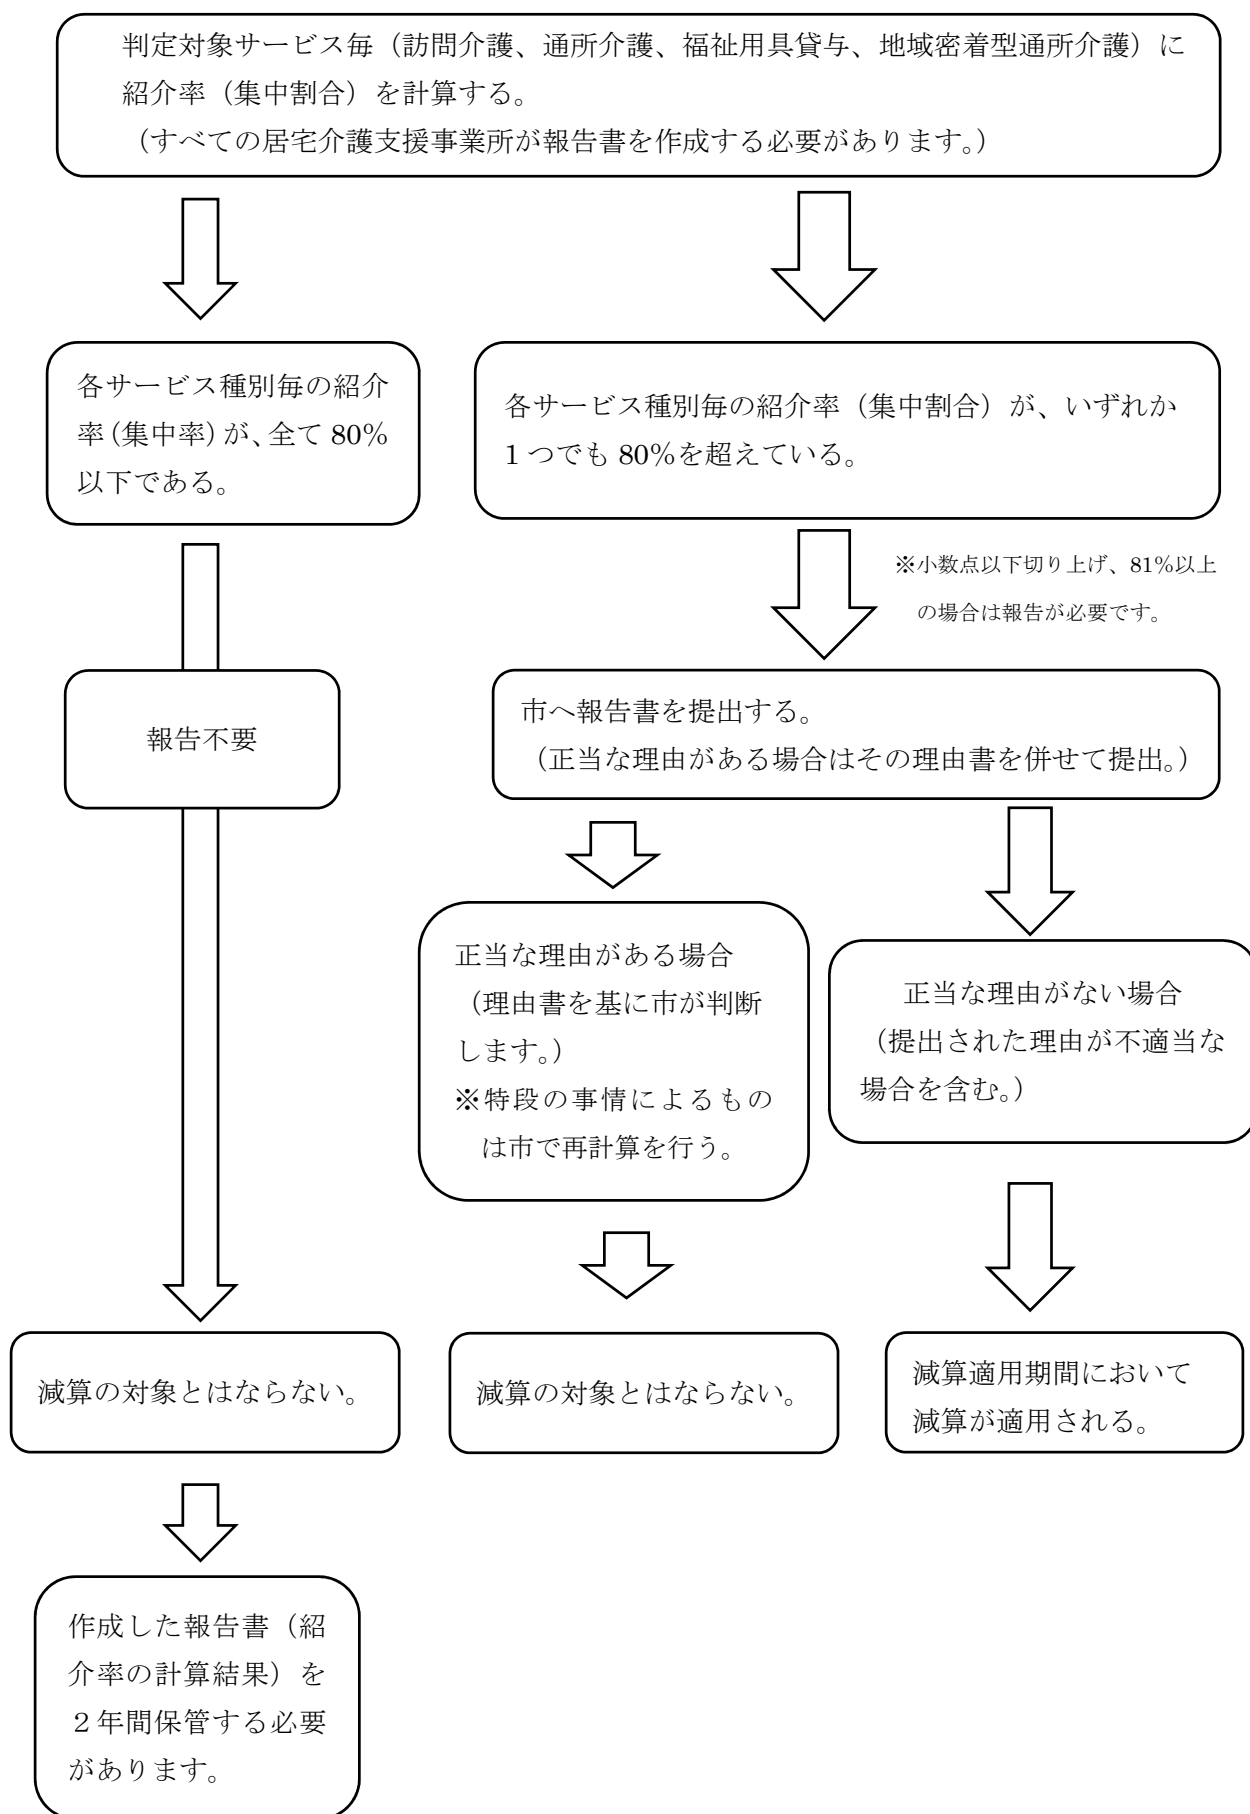 判定対象サービス毎（訪問介護、通所介護、福祉用具貸与、地域密着型通所介護）に
紹介率（集中割合）を計算する。
（すべての居宅介護支援事業所が報告書を作成する必要があります。）
各サービス種別毎の紹介
率（集中率）が、全て 80％
以下である。
各サービス種別毎の紹介率（集中割合）が、いずれか
1 つでも 80％を超えている。
※小数点以下切り上げ、81％以上
の場合は報告が必要です。
報告不要
市へ報告書を提出する。
（正当な理由がある場合はその理由書を併せて提出。）
正当な理由がある場合
（理由書を基に市が判断
します。）
※特段の事情によるもの
は市で再計算を行う。
正当な理由がない場合
（提出された理由が不適当な
場合を含む。）
減算の対象とはならない。
減算の対象とはならない。
減算適用期間において
減算が適用される。
作成した報告書（紹
介率の計算結果）を
２年間保管する必要
があります。